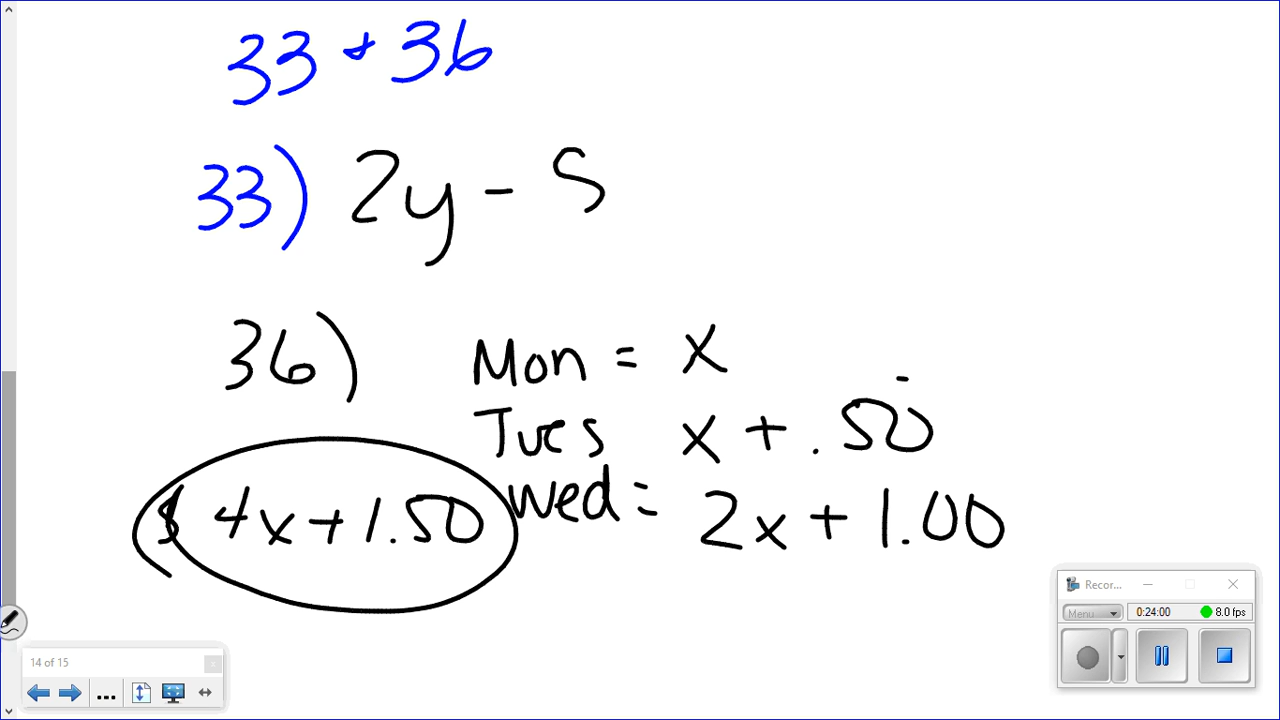 33 + 36
33) 2y - 5
36) Mon = x
Tues x + .50
Wed = 2x + 1.00
$ 4x + 1.50
Recor...
Menu
0:24:00
8.0 fps
14 of 15